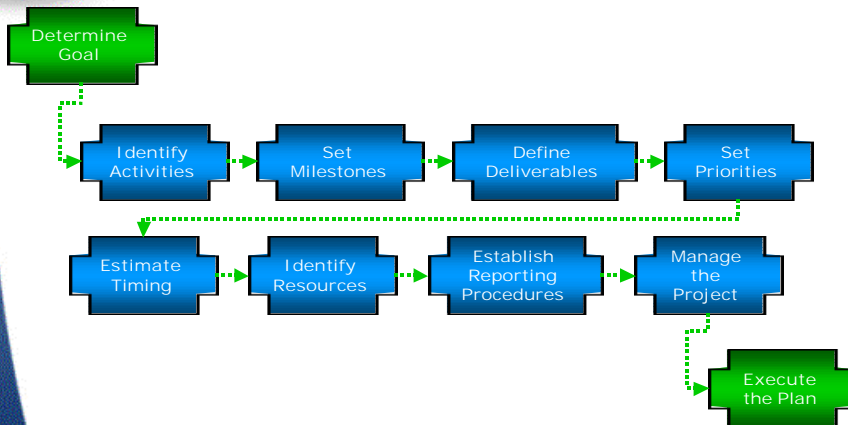 Determine
Goal
Identify
Activities
Set
Milestones
Define
Deliverables
Set
Priorities
Estimate
Timing
Identify
Resources
Establish
Reporting
Procedures
Manage
the
Project
Execute
the Plan